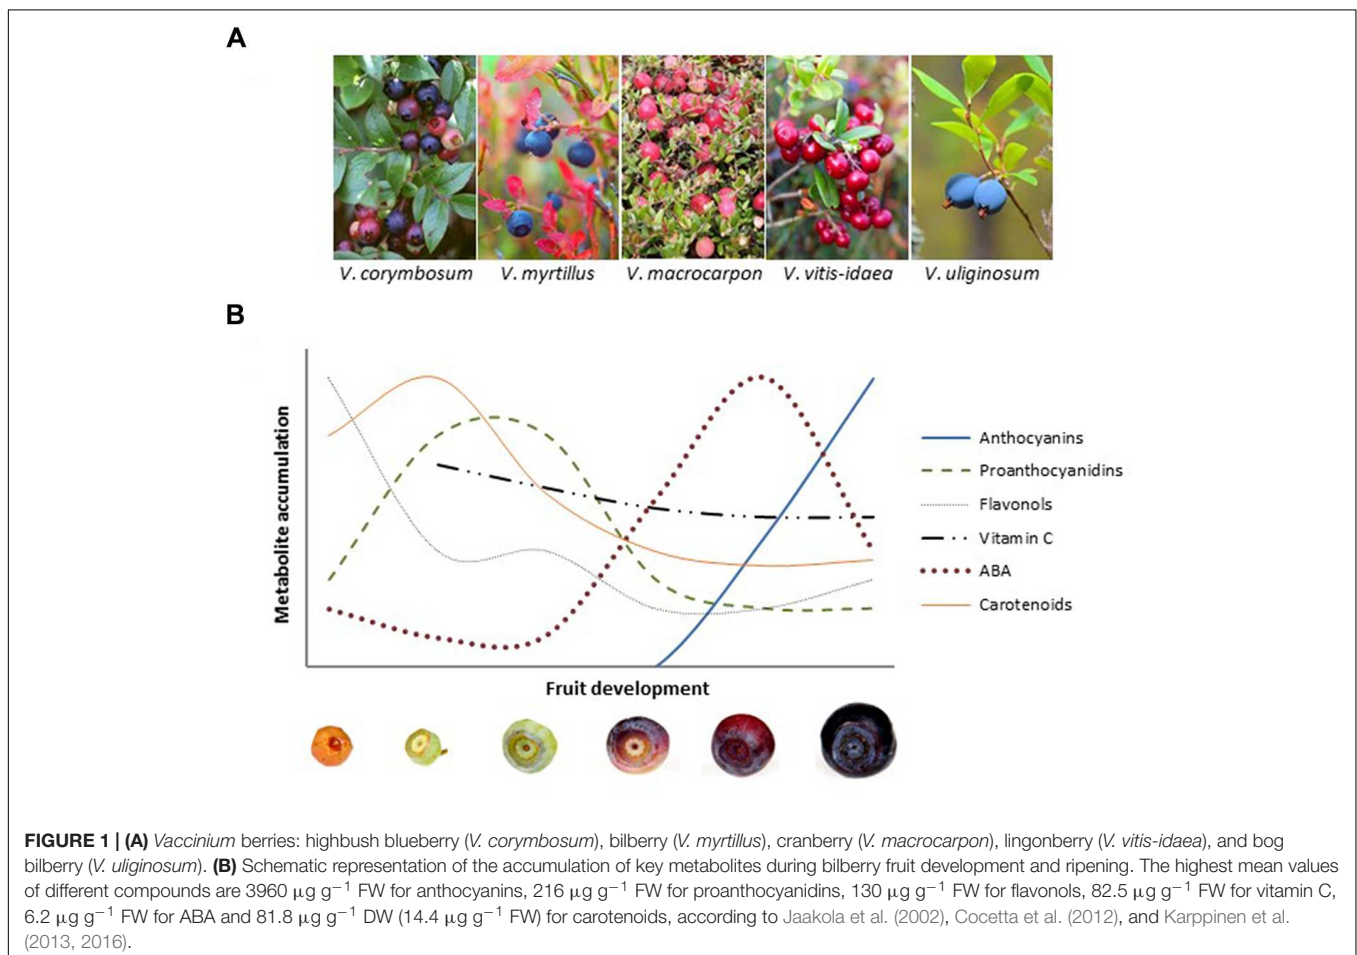 A
V. corymbosum
V. myrtillus
V. macrocarpon
V. vitis-idaea
V. uliginosum
B
Metabolite accumulation
Anthocyanins
Proanthocyanidins
Flavonols
Vitamin C
ABA
Carotenoids
Fruit development
FIGURE 1 | (A) Vaccinium berries: highbush blueberry (V. corymbosum), bilberry (V. myrtillus), cranberry (V. macrocarpon), lingonberry (V. vitis-idaea), and bog
bilberry (V. uliginosum). (B) Schematic representation of the accumulation of key metabolites during bilberry fruit development and ripening. The highest mean values
of different compounds are 3960 μg g⁻¹ FW for anthocyanins, 216 μg g⁻¹ FW for proanthocyanidins, 130 μg g⁻¹ FW for flavonols, 82.5 μg g⁻¹ FW for vitamin C,
6.2 μg g⁻¹ FW for ABA and 81.8 μg g⁻¹ DW (14.4 μg g⁻¹ FW) for carotenoids, according to Jaakola et al. (2002), Cocetta et al. (2012), and Karppinen et al.
(2013, 2016).